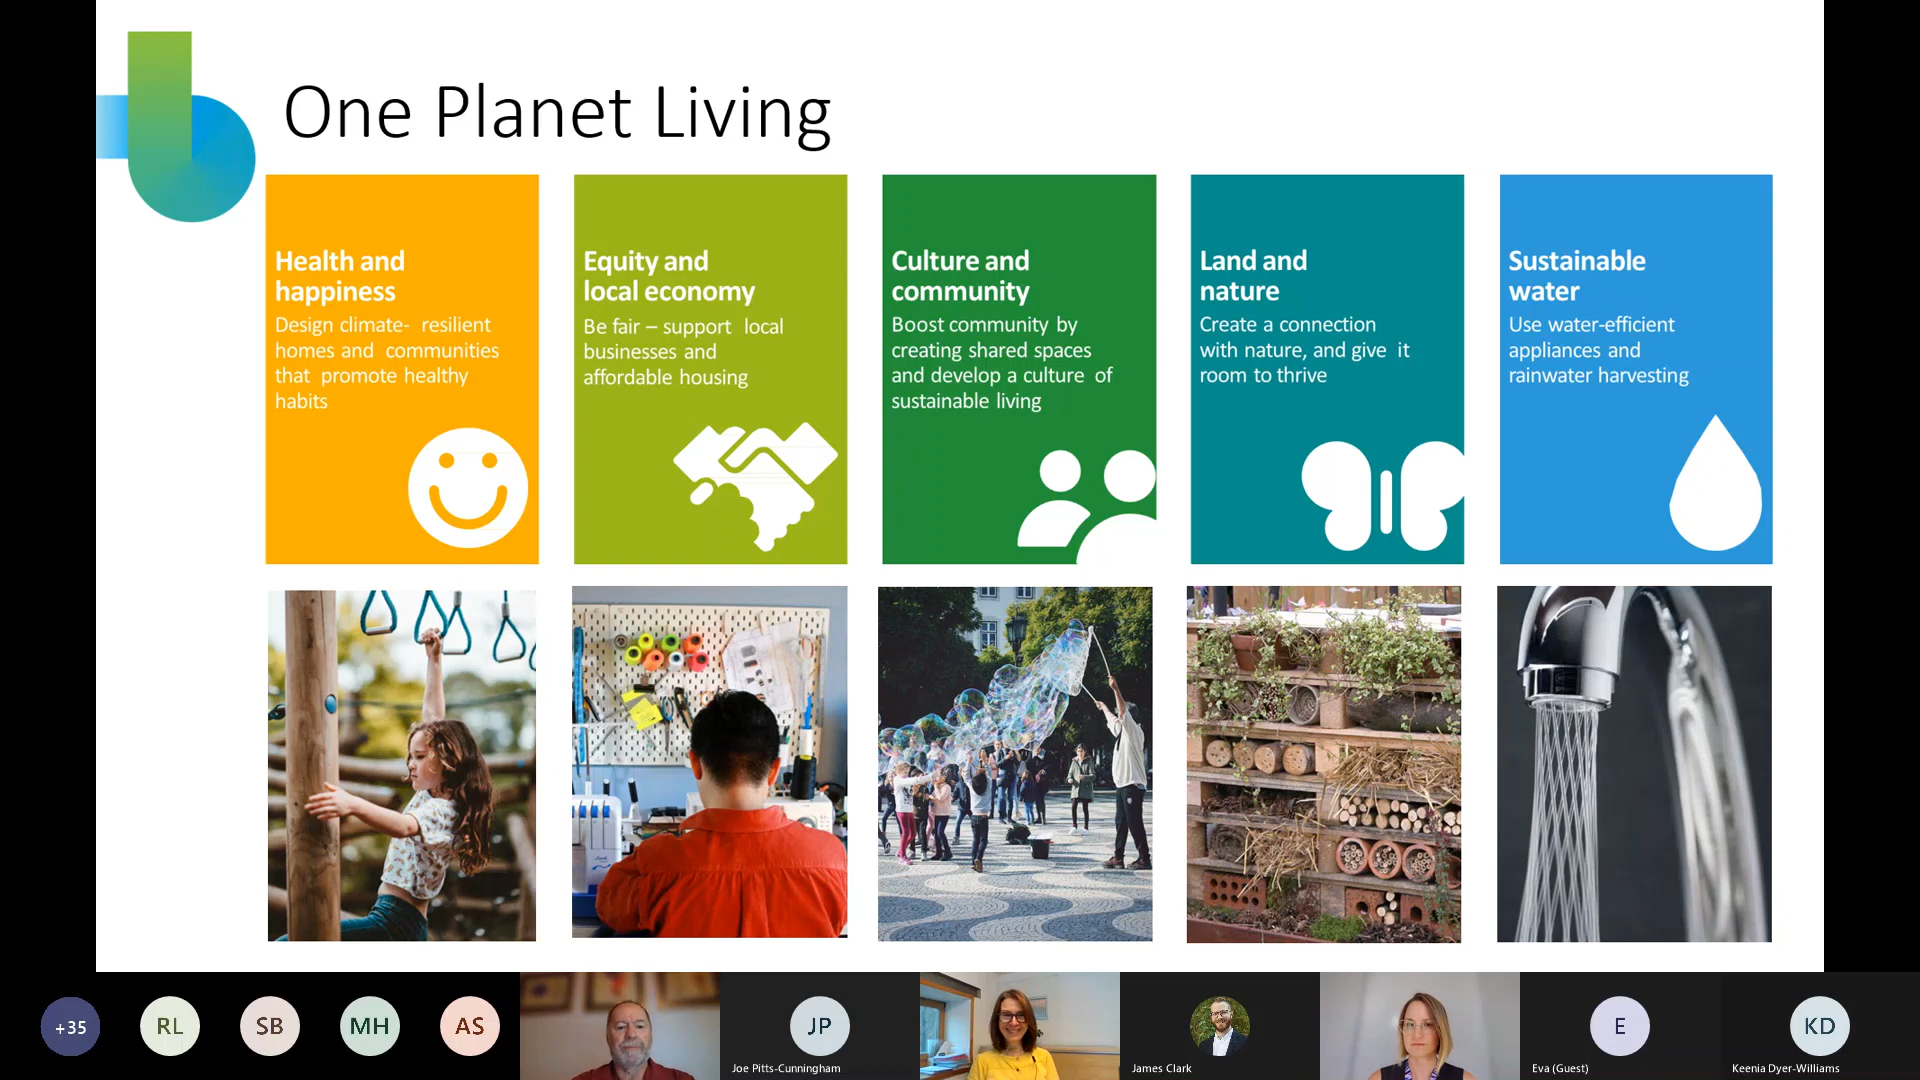 One Planet Living
Health and
happiness
Design climate- resilient
homes and communities
that promote healthy
habits
Equity and
local economy
Be fair – support local
businesses and
affordable housing
Culture and
community
Boost community by
creating shared spaces
and develop a culture of
sustainable living
Land and
nature
Create a connection
with nature, and give it
room to thrive
Sustainable
water
Use water-efficient
appliances and
rainwater harvesting
+35
RL
SB
MH
AS
JP
Joe Pitts-Cunningham
James Clark
E
Eva (Guest)
KD
Keenia Dyer-Williams